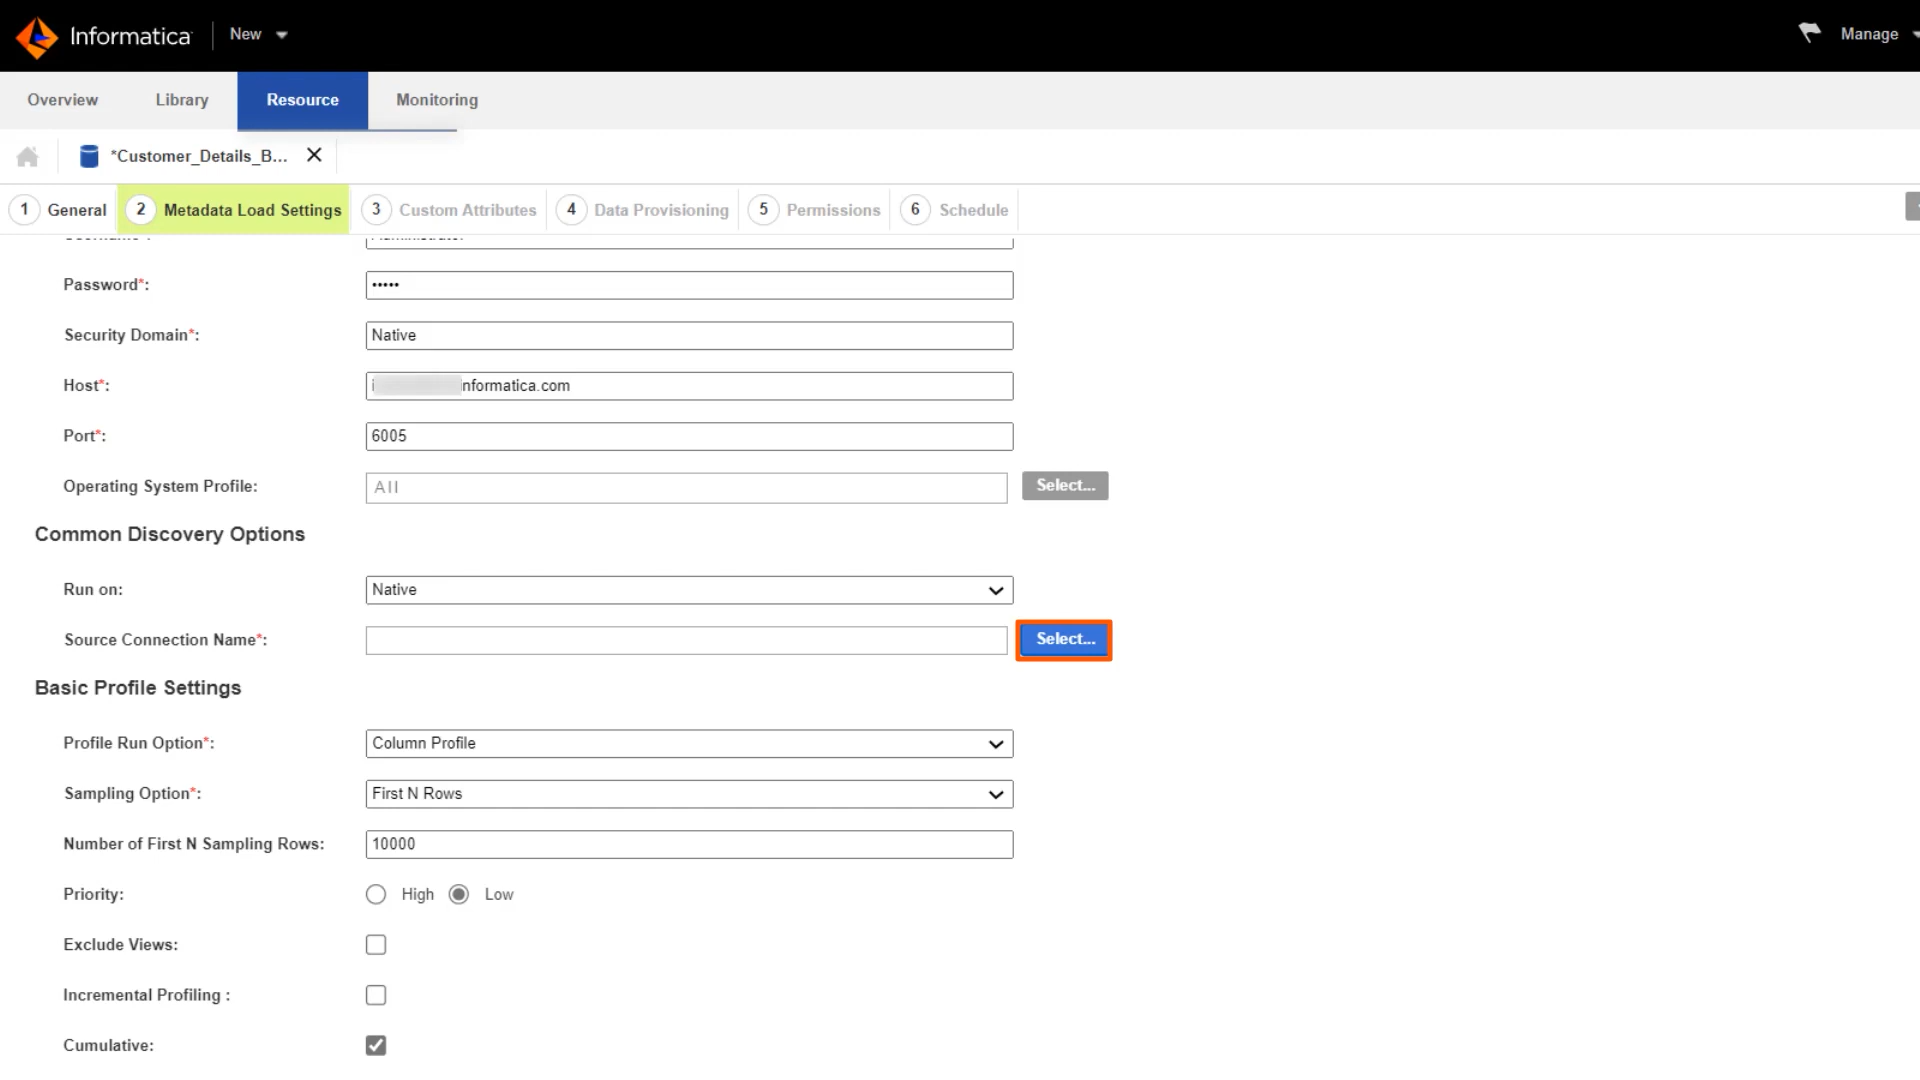 Informatica
New
Manage
Overview
Library
Resource
Monitoring
*Customer_Details_B...
1 General
2 Metadata Load Settings
3 Custom Attributes
4 Data Provisioning
5 Permissions
6 Schedule
Password*:
•••••
Security Domain*:
Native
Host*:
i nformatica.com
Port*:
6005
Operating System Profile:
All
Select...
Common Discovery Options
Run on:
Native
Source Connection Name*:
Select...
Basic Profile Settings
Profile Run Option*:
Column Profile
Sampling Option*:
First N Rows
Number of First N Sampling Rows:
10000
Priority:
High
Low
Exclude Views:
Incremental Profiling :
Cumulative: